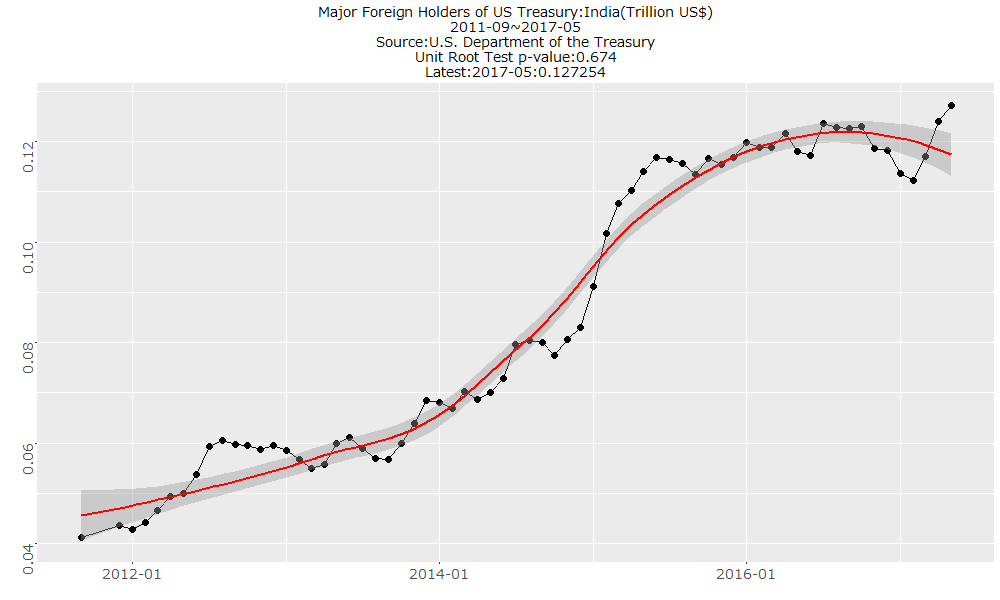 Major Foreign Holders of US Treasury:India(Trillion US$)
2011-09~2017-05
Source:U.S. Department of the Treasury
Unit Root Test p-value:0.674
Latest:2017-05:0.127254
0.12
0.10
0.08
0.06
0.04
2012-01
2014-01
2016-01